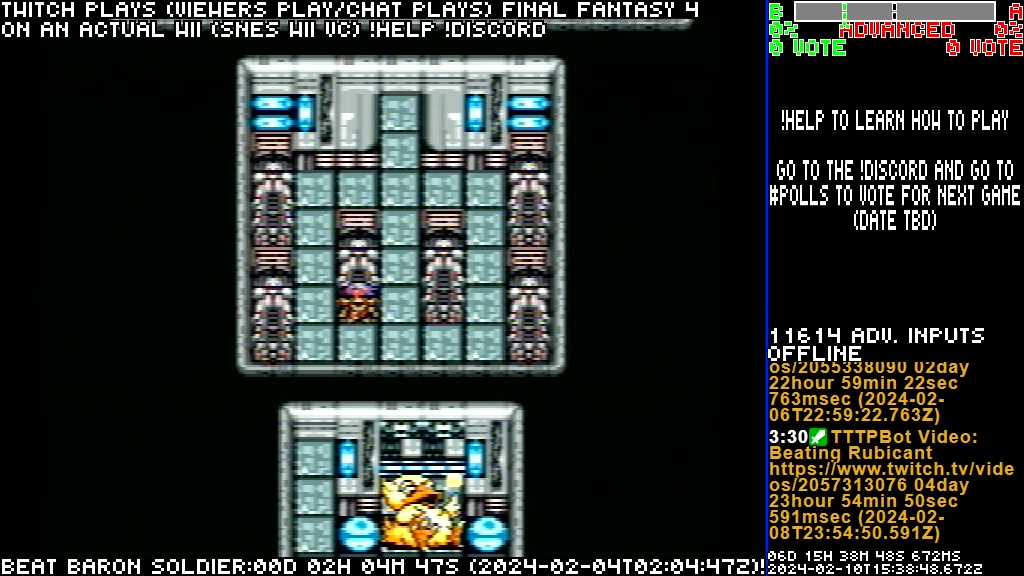 TWITCH PLAYS (VIEWERS PLAY/CHAT PLAYS) FINAL FANTASY 4
ON AN ACTUAL WII (SNES WII VC) !HELP !DISCORD
B
A
0%
ADVANCED
0%
0 VOTE
0 VOTE
!HELP TO LEARN HOW TO PLAY
GO TO THE !DISCORD AND GO TO
#POLLS TO VOTE FOR NEXT GAME
(DATE TBD)
11614 ADV. INPUTS
OFFLINE
os/2055338090 02day
22hour 59min 22sec
763msec (2024-02-
06T22:59:22.763Z)
3:30 TTTPBot Video:
Beating Rubicant
https://www.twitch.tv/vide
os/2057313076 04day
23hour 54min 50sec
591msec (2024-02-
08T23:54:50.591Z)
BEAT BARON SOLDIER:00D 02H 04M 47S (2024-02-04T02:04:47Z)!
06D 15H 38M 48S 672MS
2024-02-10T15:38:48.672Z